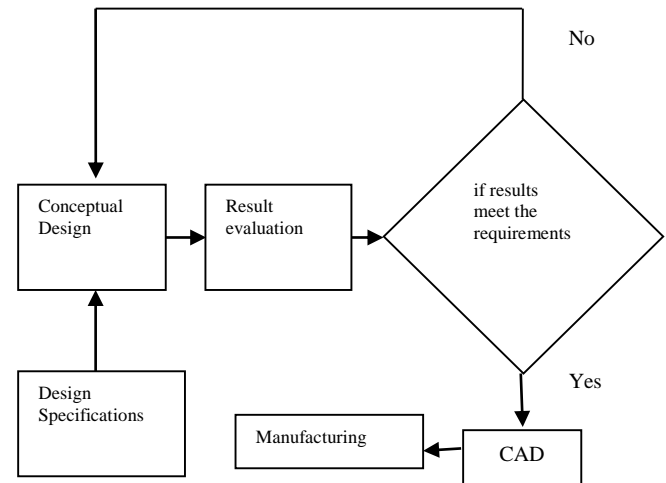 No
Conceptual
Design
Result
evaluation
if results
meet the
requirements
Design
Specifications
Yes
Manufacturing
CAD